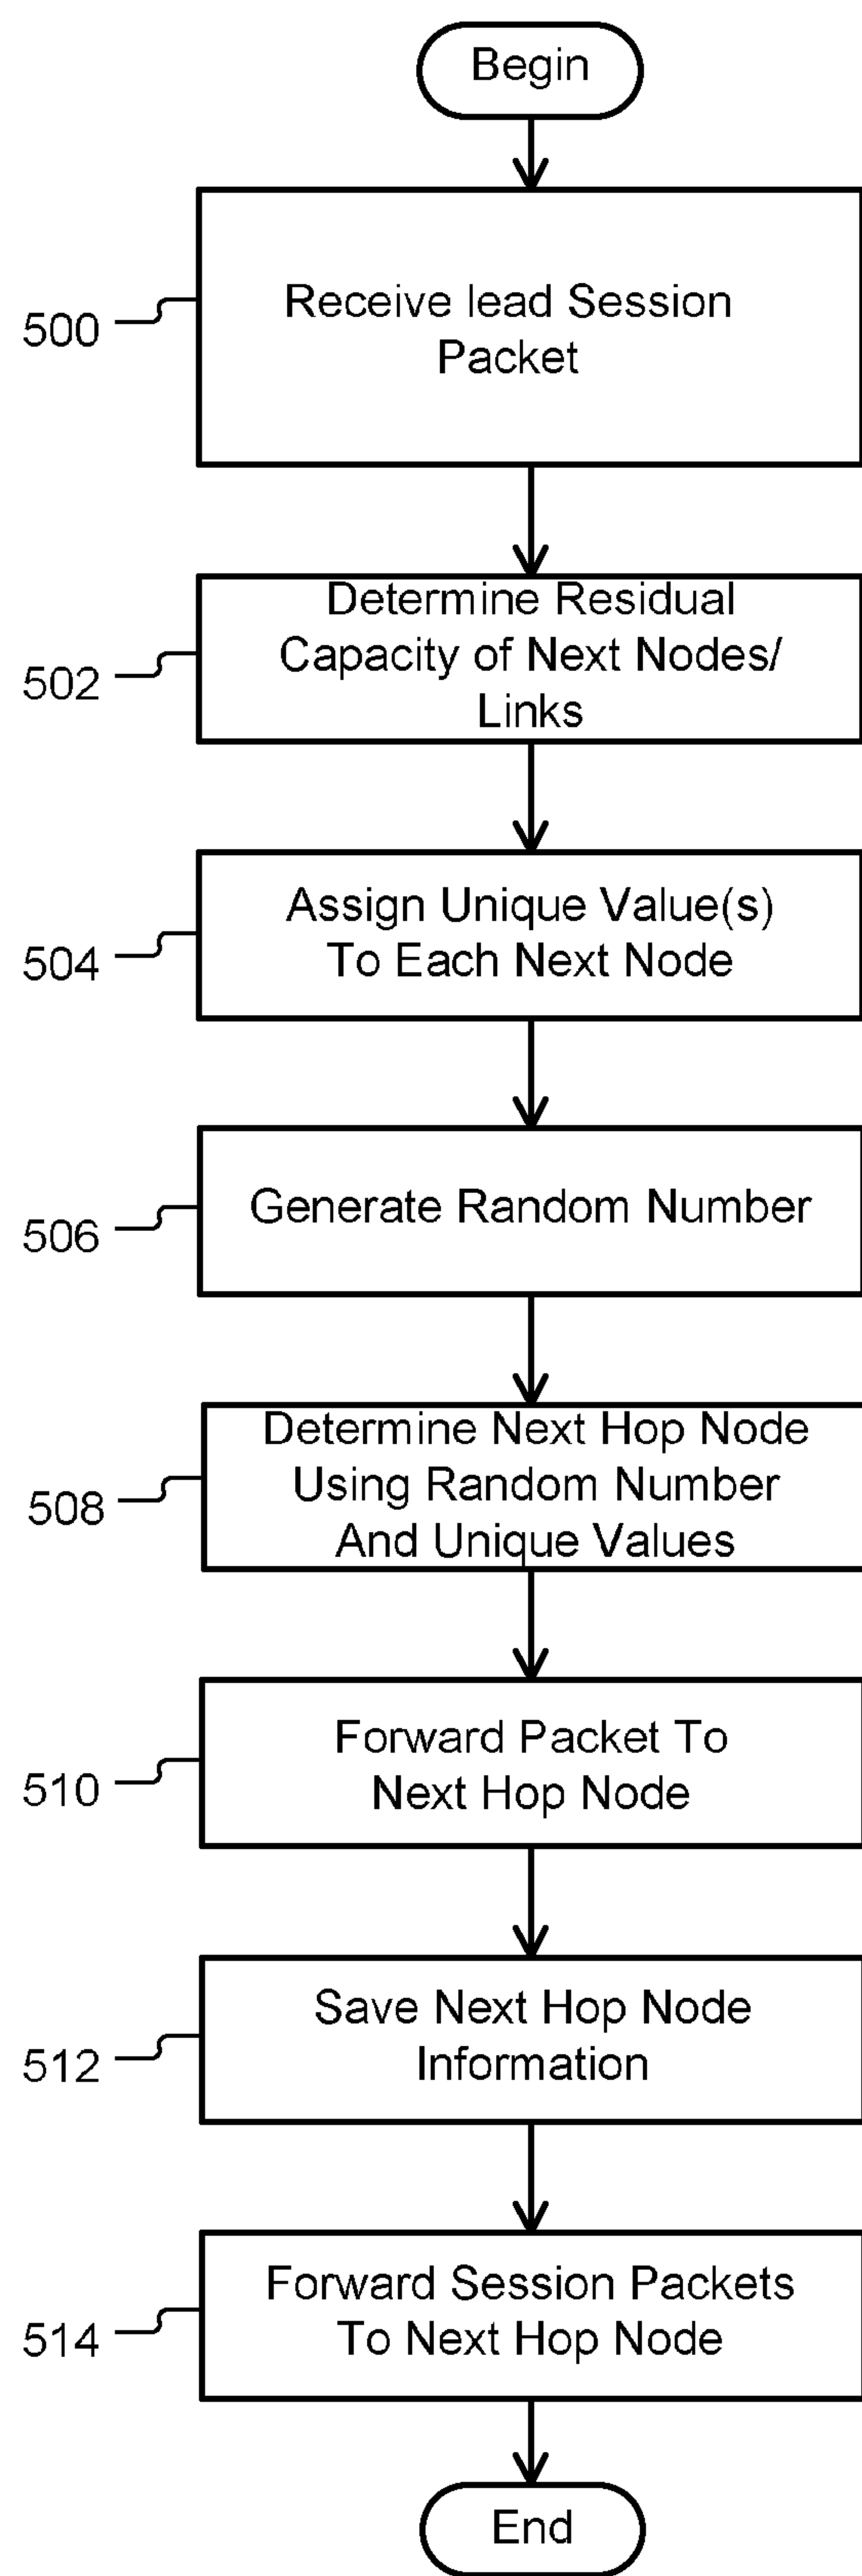 Begin
500
Receive lead Session
Packet
502
Determine Residual
Capacity of Next Nodes/
Links
504
Assign Unique Value(s)
To Each Next Node
506
Generate Random Number
508
Determine Next Hop Node
Using Random Number
And Unique Values
510
Forward Packet To
Next Hop Node
512
Save Next Hop Node
Information
514
Forward Session Packets
To Next Hop Node
End